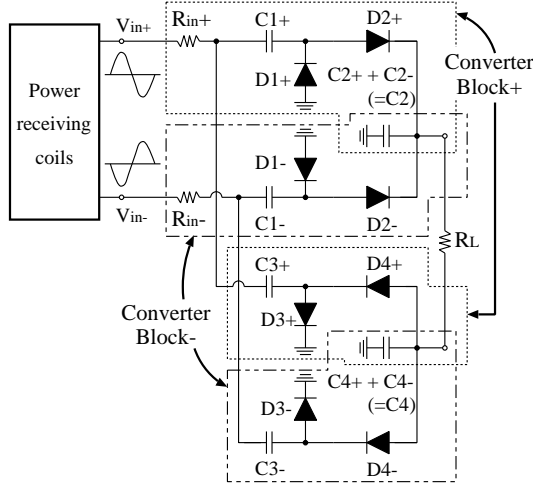 Vin+
Rin+
C1+
D2+
D1+
C2+ + C2-
(=C2)
Converter
Block+
Power
receiving
coils
D1-
Vin-
Rin-
C1-
D2-
RL
C3+
D4+
Converter
Block-
D3+
C4+ + C4-
(=C4)
D3-
C3-
D4-